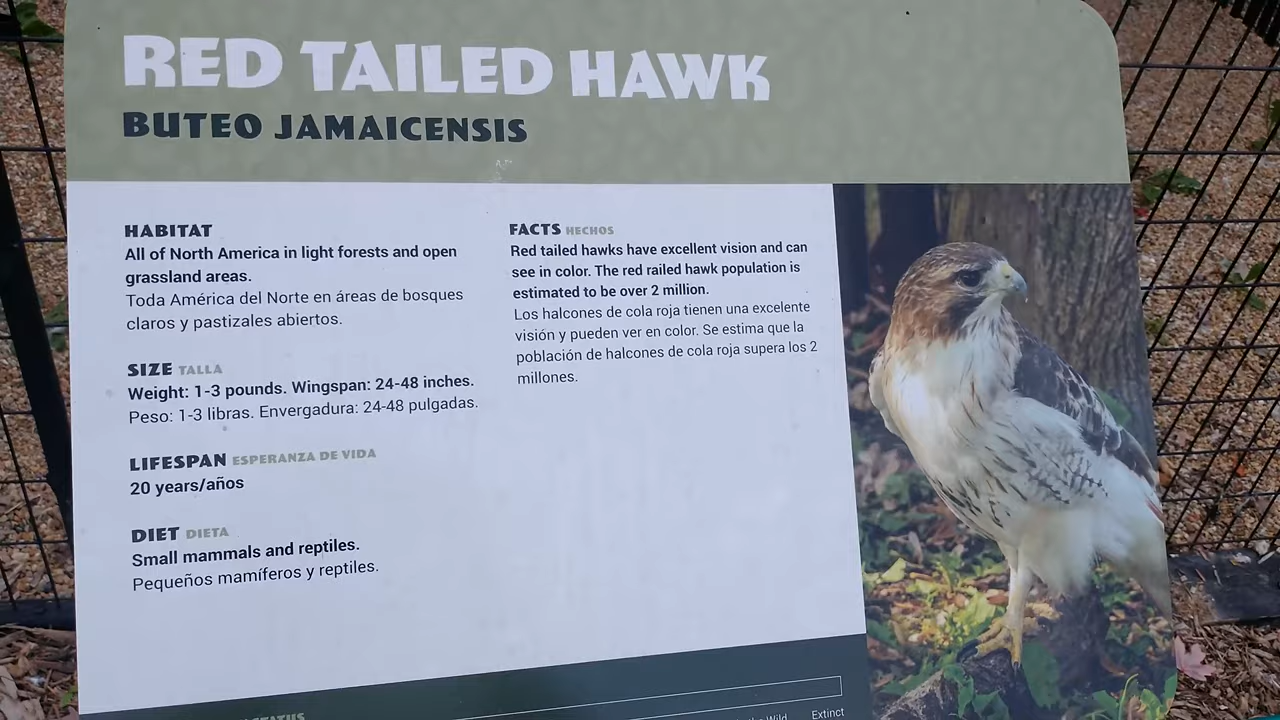 RED TAILED HAWK
BUTEO JAMAICENSIS
HABITAT
All of North America in light forests and open
grassland areas.
Toda América del Norte en áreas de bosques
claros y pastizales abiertos.
SIZE TALLA
Weight: 1-3 pounds. Wingspan: 24-48 inches.
Peso: 1-3 libras. Envergadura: 24-48 pulgadas.
LIFESPAN ESPERANZA DE VIDA
20 years/años
DIET DIETA
Small mammals and reptiles.
Pequeños mamíferos y reptiles.
FACTS HECHOS
Red tailed hawks have excellent vision and can
see in color. The red railed hawk population is
estimated to be over 2 million.
Los halcones de cola roja tienen una excelente
visión y pueden ver en color. Se estima que la
población de halcones de cola roja supera los 2
millones.
Wild Extinct